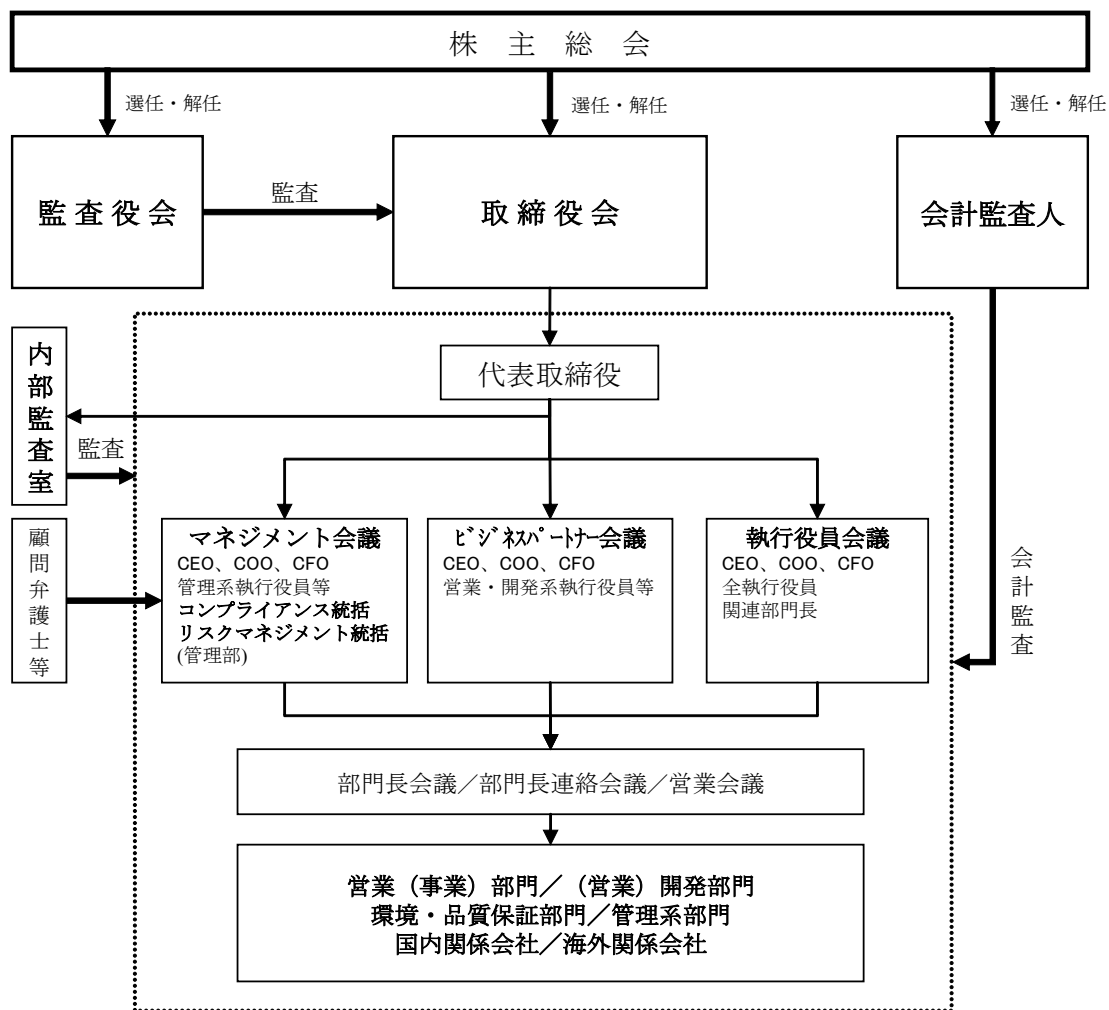 株 主 総 会
選任・解任
選任・解任
選任・解任
監査役会
監査
取締役会
会計監査人
内部監査室
代表取締役
監査
顧問弁護士等
マネジメント会議
CEO、COO、CFO
管理系執行役員等
コンプライアンス統括
リスクマネジメント統括
(管理部)
ビジネスパートナー会議
CEO、COO、CFO
営業・開発系執行役員等
執行役員会議
CEO、COO、CFO
全執行役員
関連部門長
会計監査
部門長会議／部門長連絡会議／営業会議
営業（事業）部門／（営業）開発部門
環境・品質保証部門／管理系部門
国内関係会社／海外関係会社